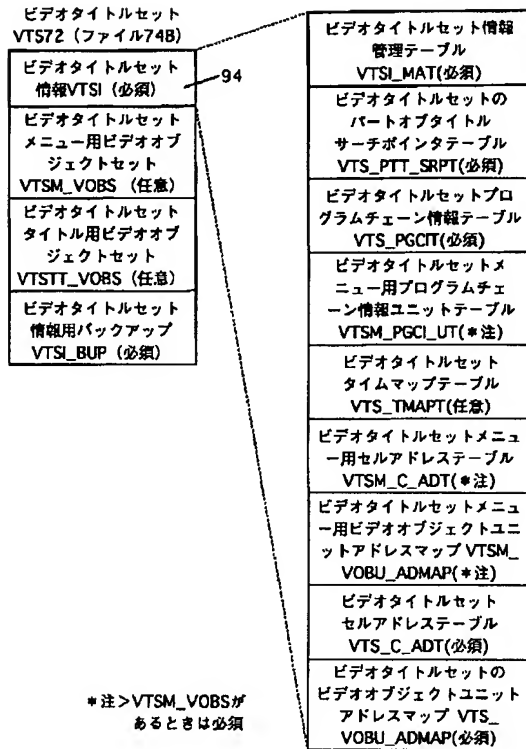 ビデオタイトルセット
VTS72(ファイル74B)
ビデオタイトルセット
情報VTSI(必須)
94
ビデオタイトルセット
メニュー用ビデオオブ
ジェクトセット
VTSM_VOBS(任意)
ビデオタイトルセット
タイトル用ビデオオブ
ジェクトセット
VTSTT_VOBS(任意)
ビデオタイトルセット
情報用バックアップ
VTSI_BUP(必須)
ビデオタイトルセット情報
管理テーブル
VTSI_MAT(必須)
ビデオタイトルセットの
パートオブタイトル
サーチポインタテーブル
VTS_PTT_SRPT(必須)
ビデオタイトルセットプロ
グラムチェーン情報テーブル
VTS_PGCIT(必須)
ビデオタイトルセットメ
ニュー用プログラムチェ
ーン情報ユニットテーブル
VTSM_PGCI_UT(*注)
ビデオタイトルセット
タイムマップテーブル
VTS_TMAPT(任意)
ビデオタイトルセットメニュ
ー用セルアドレステーブル
VTSM_C_ADT(*注)
ビデオタイトルセットメニュ
ー用ビデオオブジェクトユニ
ットアドレスマップ VTSM_
VOBU_ADMAP(*注)
ビデオタイトルセット
セルアドレステーブル
VTS_C_ADT(必須)
ビデオタイトルセットの
ビデオオブジェクトユニット
アドレスマップ VTS_
VOBU_ADMAP(必須)
*注>VTSM_VOBSが
あるときは必須